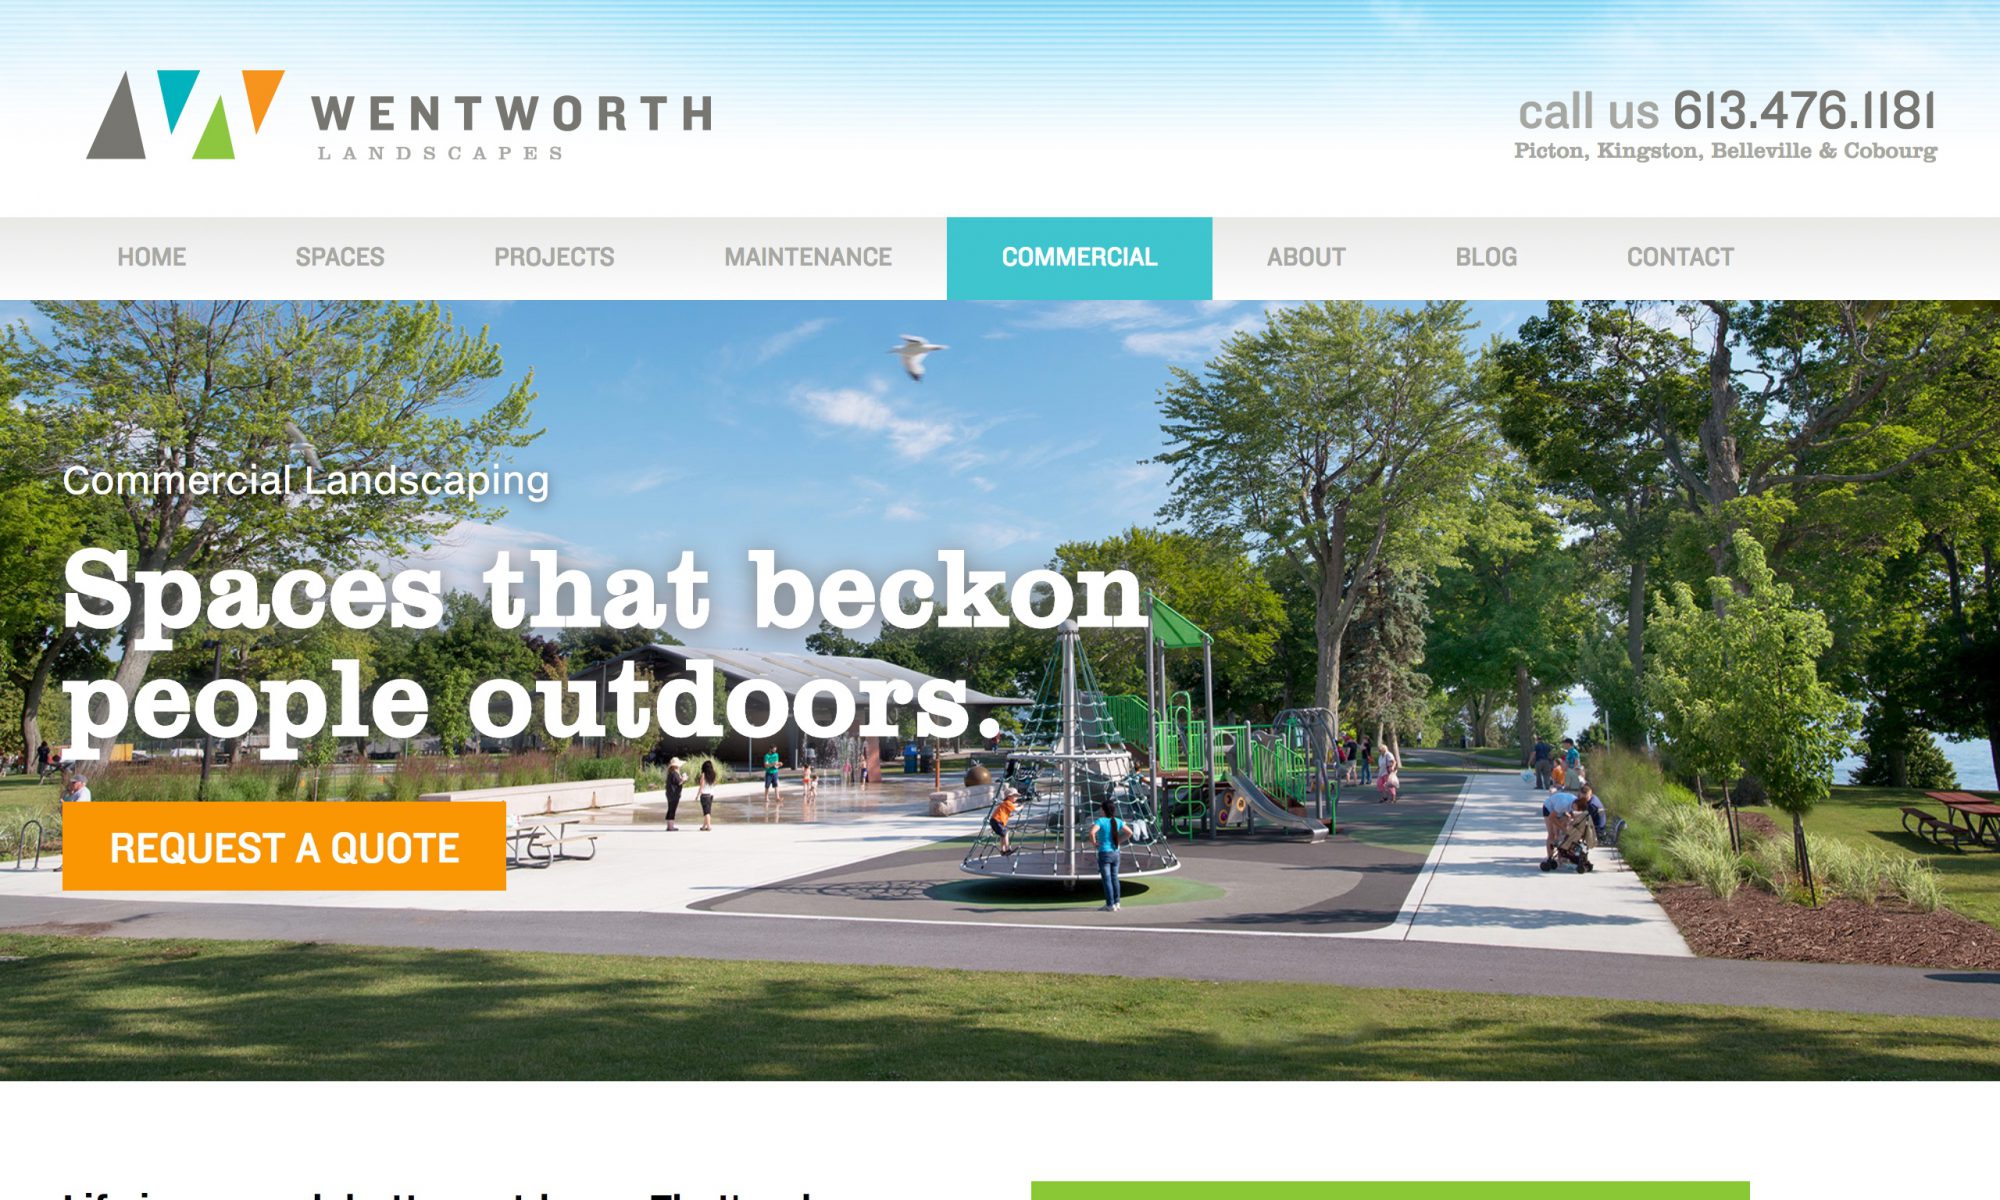 WENTWORTH
LANDSCAPES
call us 613.476.1181
Picton, Kingston, Belleville & Cobourg
HOME SPACES PROJECTS MAINTENANCE COMMERCIAL ABOUT BLOG CONTACT
Commercial Landscaping
Spaces that beckon
people outdoors.
REQUEST A QUOTE